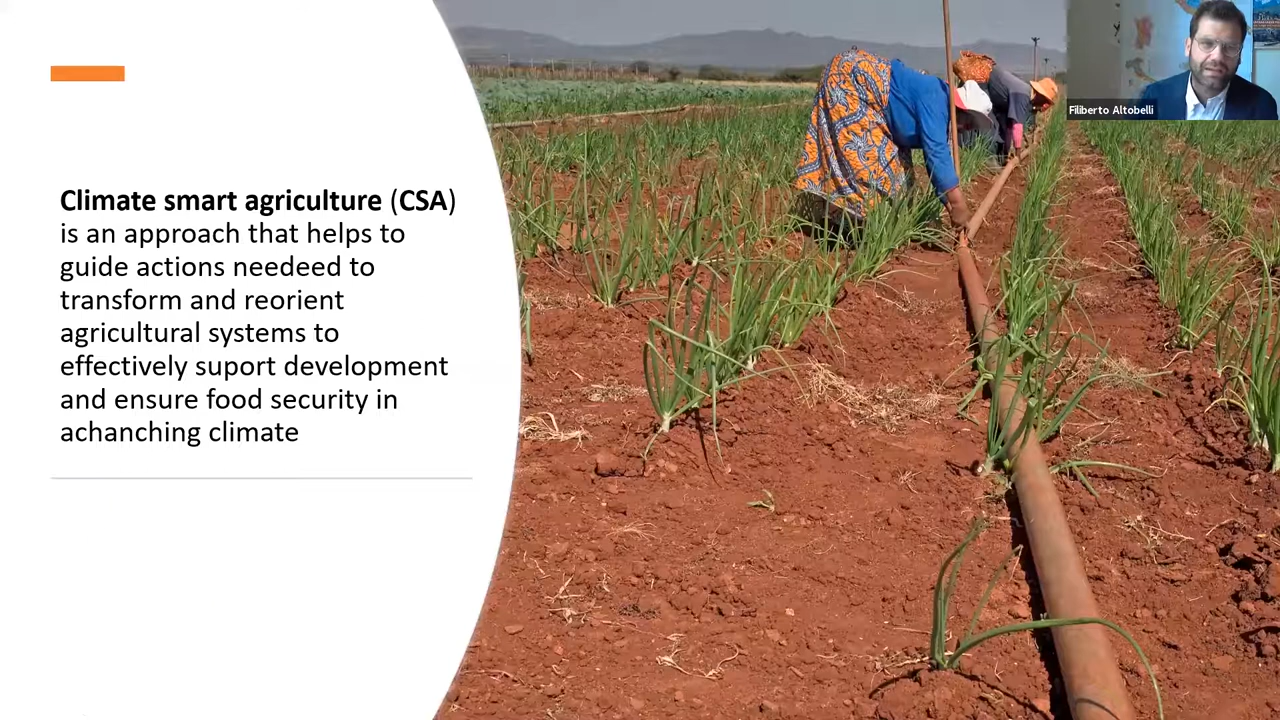 Filiberto Altobelli
Climate smart agriculture (CSA)
is an approach that helps to
guide actions needeed to
transform and reorient
agricultural systems to
effectively suport development
and ensure food security in
achanching climate